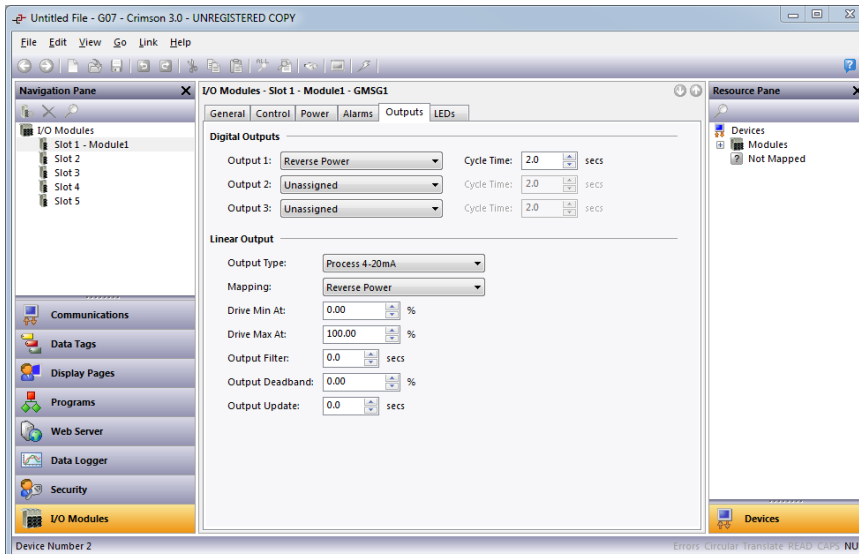 Untitled File - G07 - Crimson 3.0 - UNREGISTERED COPY
File Edit View Go Link Help
Navigation Pane
I/O Modules
Slot 1 - Module1
Slot 2
Slot 3
Slot 4
Slot 5
Communications
Data Tags
Display Pages
Programs
Web Server
Data Logger
Security
I/O Modules
I/O Modules - Slot 1 - Module1 - GMSG1
General Control Power Alarms Outputs LEDs
Digital Outputs
Output 1: Reverse Power Cycle Time: 2.0 secs
Output 2: Unassigned Cycle Time: 2.0 secs
Output 3: Unassigned Cycle Time: 2.0 secs
Linear Output
Output Type: Process 4-20mA
Mapping: Reverse Power
Drive Min At: 0.00 %
Drive Max At: 100.00 %
Output Filter: 0.0 secs
Output Deadband: 0.00 %
Output Update: 0.0 secs
Resource Pane
Devices
Modules
Not Mapped
Devices
Device Number 2
Errors Circular Translate READ CAPS NU